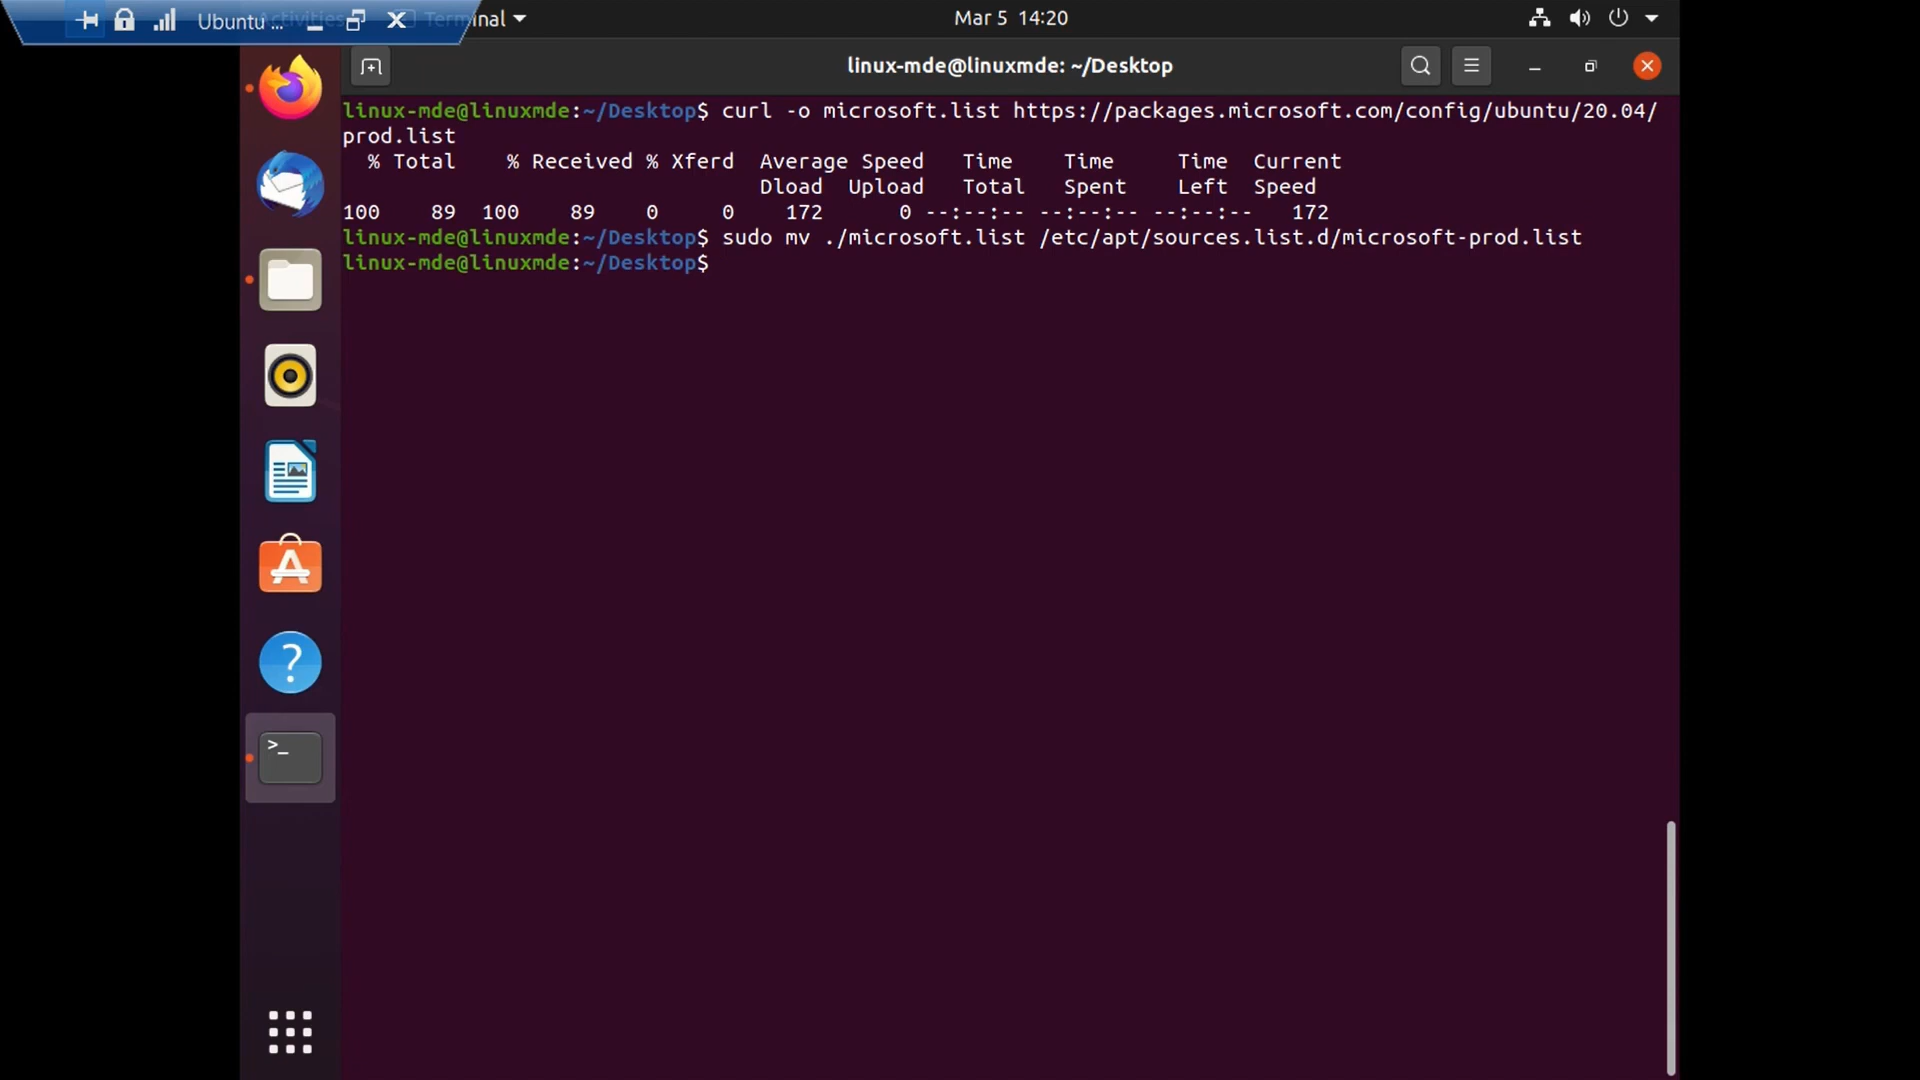 Ubuntu ...
Activities
Terminal
Mar 5 14:20
linux-mde@linuxmde: ~/Desktop
linux-mde@linuxmde:~/Desktop$ curl -o microsoft.list https://packages.microsoft.com/config/ubuntu/20.04/
prod.list
% Total % Received % Xferd Average Speed Time Time Time Current
Dload Upload Total Spent Left Speed
100 89 100 89 0 0 172 0 --:--:-- --:--:-- --:--:-- 172
linux-mde@linuxmde:~/Desktop$ sudo mv ./microsoft.list /etc/apt/sources.list.d/microsoft-prod.list
linux-mde@linuxmde:~/Desktop$